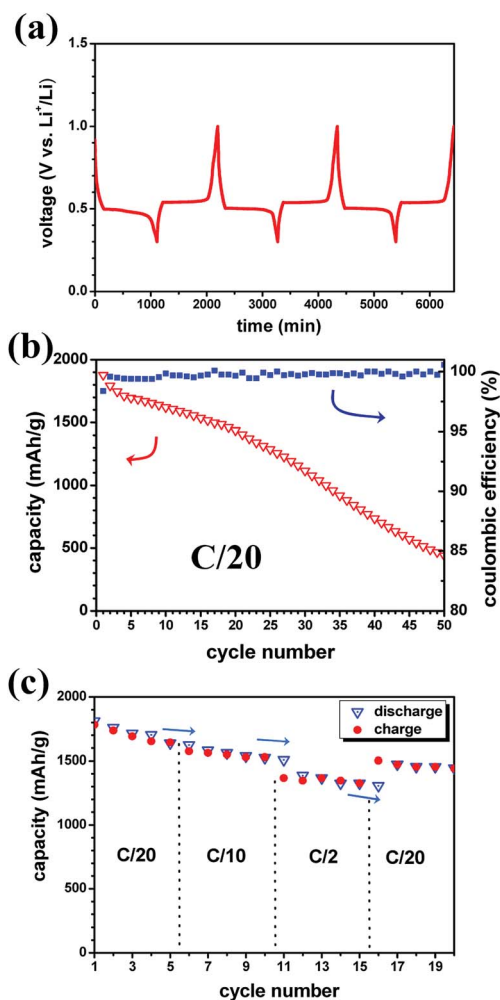 (a)
1.5
1.0
0.5
0.0
voltage (V vs. Li⁺/Li)
0 1000 2000 3000 4000 5000 6000
time (min)
(b)
2000
1500
1000
500
0
capacity (mAh/g)
100
95
90
85
80
coulombic efficiency (%)
C/20
0 5 10 15 20 25 30 35 40 45 50
cycle number
(c)
2000
1500
1000
500
0
capacity (mAh/g)
discharge
charge
C/20 C/10 C/2 C/20
1 3 5 7 9 11 13 15 17 19
cycle number